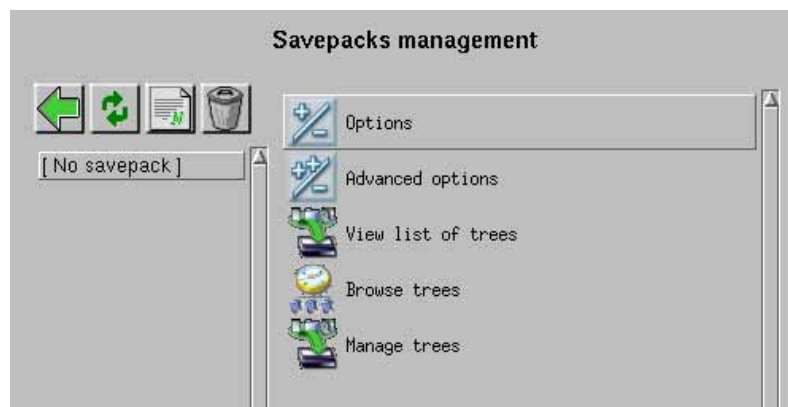 Savepacks management
[ No savepack ]
Options
Advanced options
View list of trees
Browse trees
Manage trees